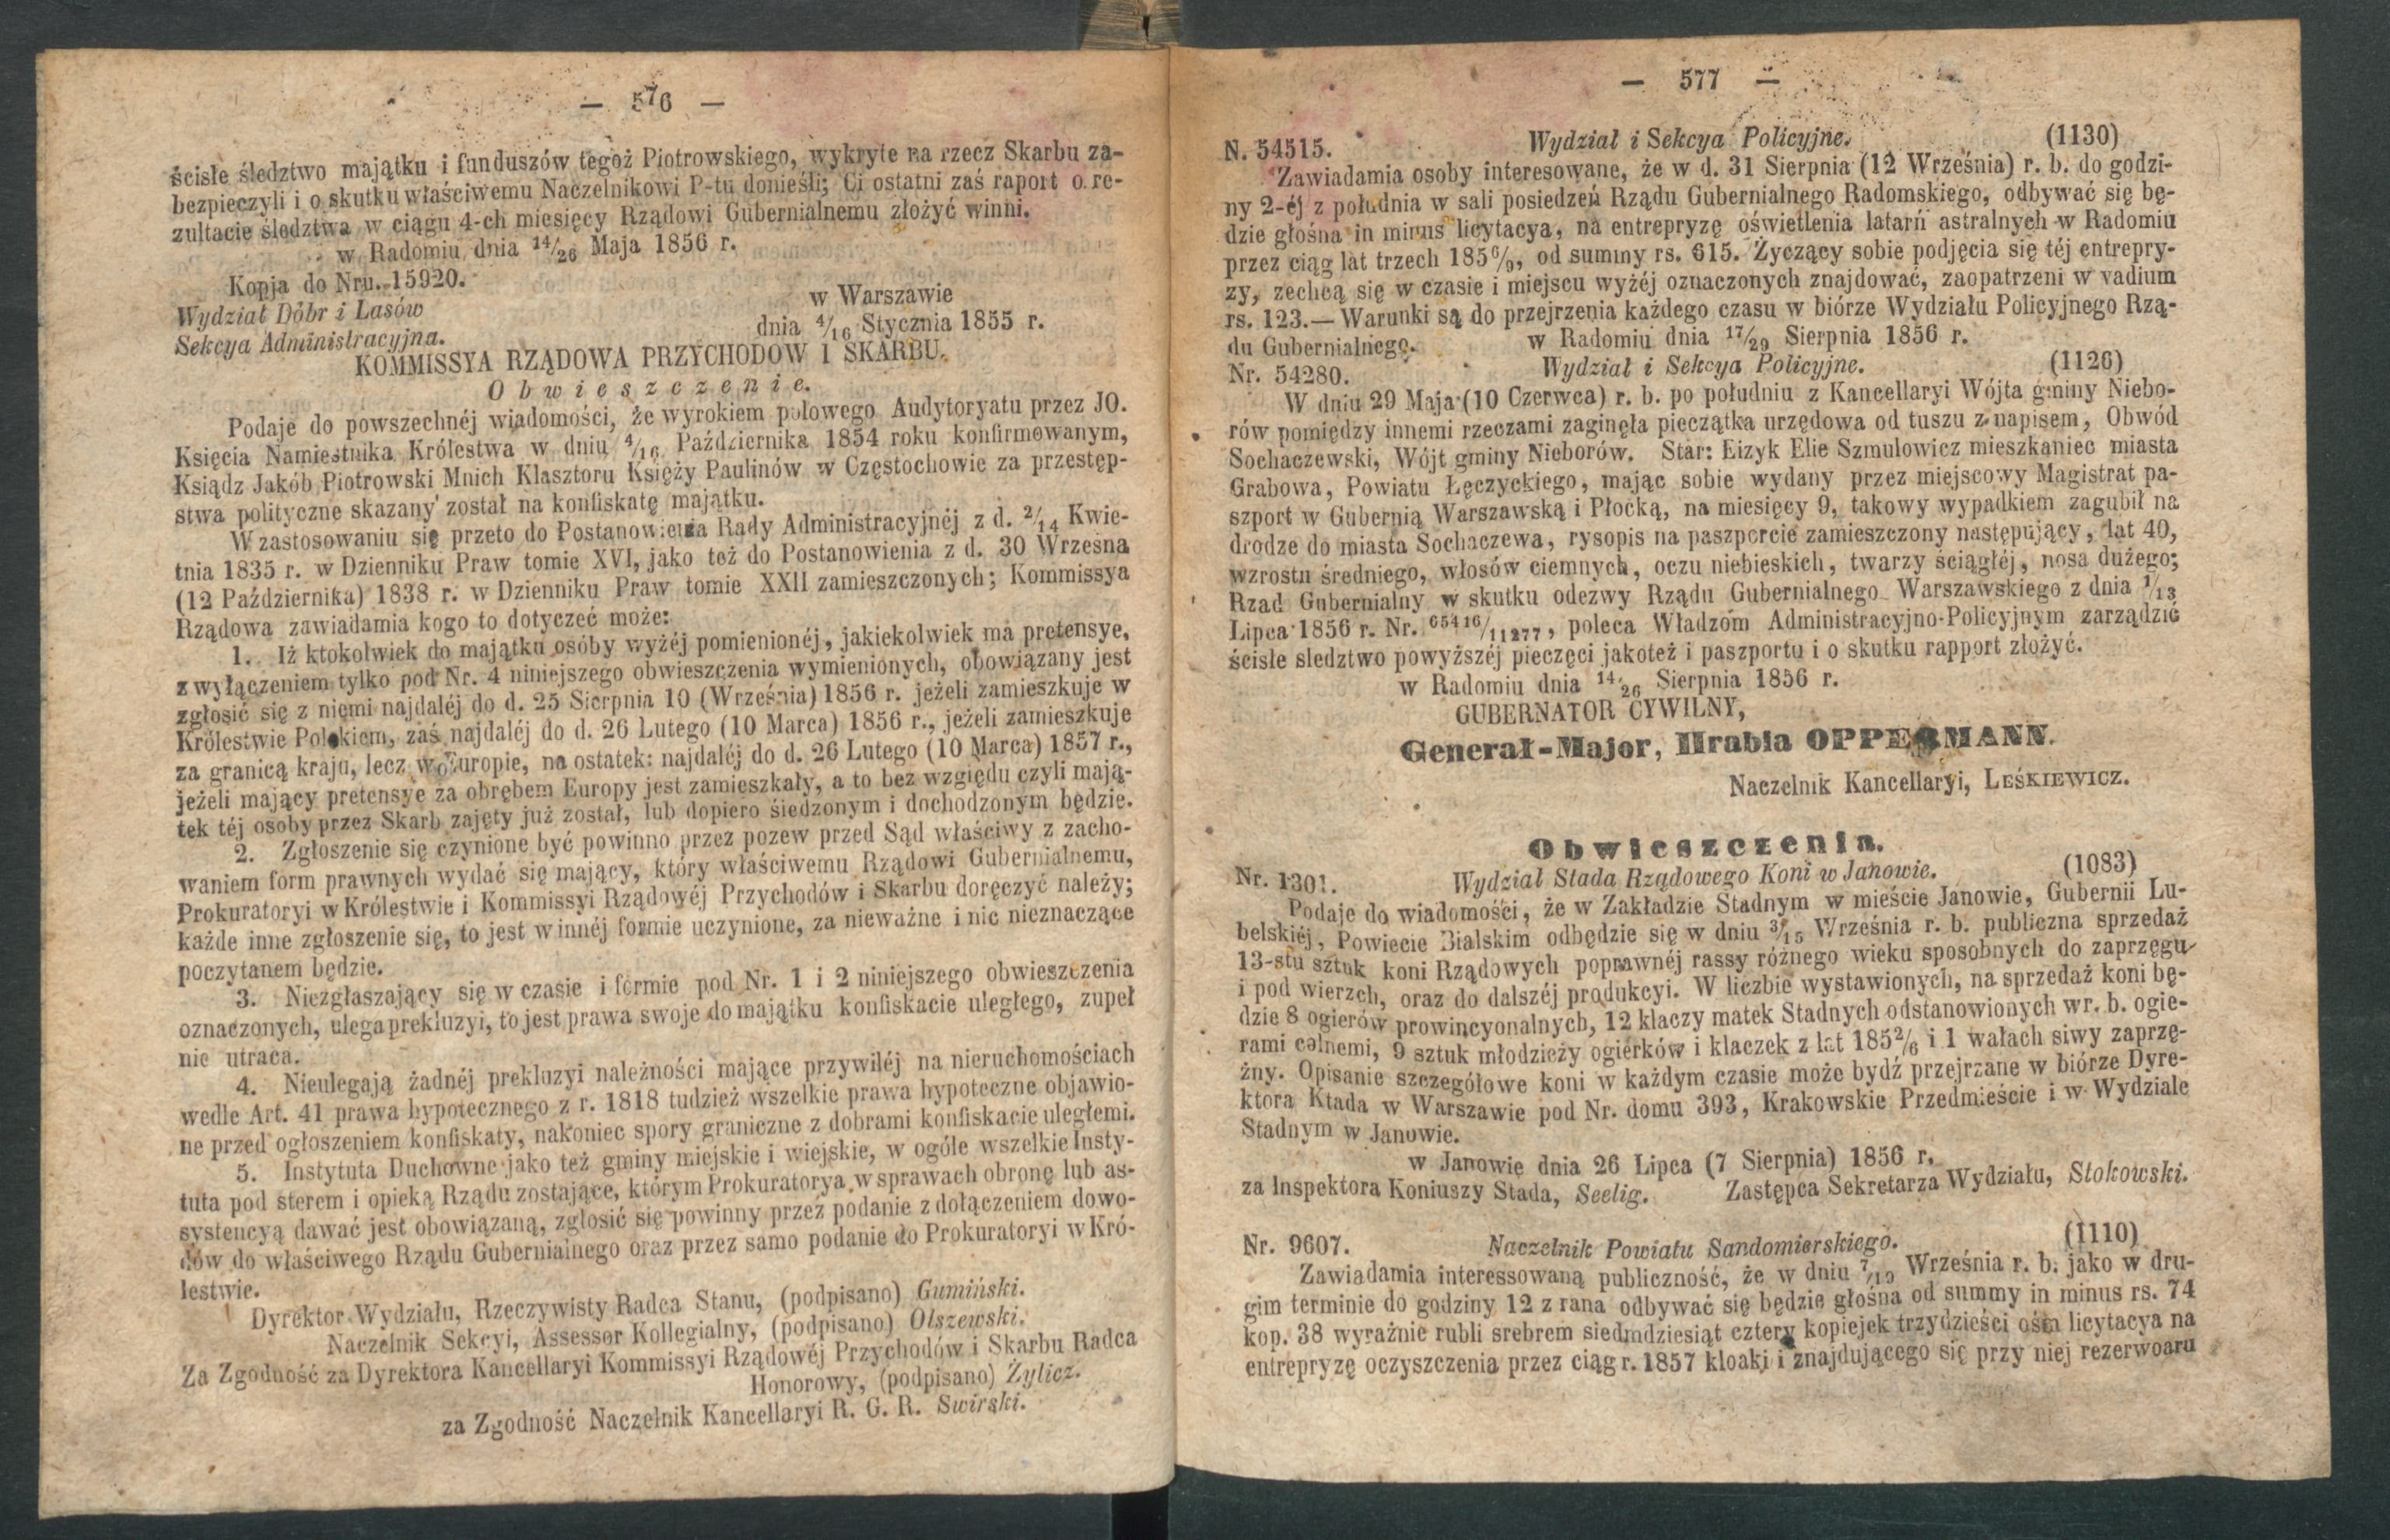 — 576 —
ścisłe śledztwo majątku i funduszów tegoż Piotrowskiego, wykryte na rzecz Skarbu za-
bezpieczyli i o skutku właściwemu Naczelnikowi P-tu donieśli; Ci ostatni zaś raport o re-
zultacie śledztwa w ciągu 4-ch miesięcy Rządowi Gubernialnemu złożyć winni.
w Radomiu dnia 14/26 Maja 1856 r.
Kopja do Nru. 15920.
Wydział Dóbr i Lasów
w Warszawie
Sekcya Administracyjna.
dnia 4/16 Stycznia 1855 r.
KOMMISSYA RZĄDOWA PRZYCHODOW I SKARBU.
Obwieszczenie.
Podaje do powszechnéj wiadomości, że wyrokiem polowego Audytoryatu przez JO.
Księcia Namiestnika Królestwa w dniu 4/16 Października 1854 roku konfirmowanym,
Ksiądz Jakób Piotrowski Mnich Klasztoru Księży Paulinów w Częstochowie za przestęp-
stwa polityczne skazany został na konfiskatę majątku.
W zastosowaniu się przeto do Postanowienia Rady Administracyjnéj z d. 2/14 Kwie-
tnia 1835 r. w Dzienniku Praw tomie XVI, jako też do Postanowienia z d. 30 Wrzesna
(12 Października) 1838 r. w Dzienniku Praw tomie XXII zamieszczonych; Kommissya
Rządowa zawiadamia kogo to dotyczeć może:
1. Iż ktokolwiek do majątku osóby wyżéj pomienionéj, jakiekolwiek ma pretensye,
z wyłączeniem tylko pod Nr. 4 niniejszego obwieszczenia wymieniónych, obowiązany jest
zgłosić się z niemi najdaléj do d. 25 Sierpnia 10 (Września) 1856 r. jeżeli zamieszkuje w
Królestwie Polskiem, zaś najdaléj do d. 26 Lutego (10 Marca) 1856 r., jeżeli zamieszkuje
za granicą kraju, lecz w Europie, na ostatek: najdaléj do d. 26 Lutego (10 Marca) 1857 r.,
jeżeli mający pretensye za obrębem Europy jest zamieszkały, a to bez względu czyli mają-
tek téj osoby przez Skarb zajęty już został, lub dopiero śledzonym i dochodzonym będzie.
2. Zgłoszenie się czynione być powinno przez pozew przed Sąd właściwy z zacho-
waniem form prawnych wydać się mający, który właściwemu Rządowi Gubernialnemu,
Prokuratoryi w Królestwie i Kommissyi Rządowéj Przychodów i Skarbu doręczyć należy;
każde inne zgłoszenie się, to jest w innéj formie uczynione, za nieważne i nic nieznaczące
poczytanem będzie.
3. Niezgłaszający się w czasie i formie pod Nr. 1 i 2 niniejszego obwieszczenia
oznaczonych, ulega prekluzyi, to jest prawa swoje do majątku konfiskacie uległego, zupeł
nie utraca.
4. Nieulegają żadnéj prekluzyi należności mające przywiléj na nieruchomościach
wedle Art. 41 prawa hypotecznego z r. 1818 tudzież wszelkie prawa hypoteczne objawio-
ne przed ogłoszeniem konfiskaty, nakoniec spory graniczne z dobrami konfiskacie uległemi.
5. Instytuta Duchowne jako też gminy miejskie i wiejskie, w ogóle wszelkie Insty-
tuta pod sterem i opieką Rządu zostające, którym Prokuratorya w sprawach obronę lub as-
systencyą dawać jest obowiązaną, zgłosić się powinny przez podanie z dołączeniem dowo-
dów do właściwego Rządu Gubernialnego oraz przez samo podanie do Prokuratoryi w Kró-
lestwie.
Dyrektor Wydziału, Rzeczywisty Radca Stanu, (podpisano) Gumiński.
Naczelnik Sekcyi, Assessor Kollegialny, (podpisano) Olszewski.
Za Zgodność za Dyrektora Kancellaryi Kommissyi Rządowéj Przychodów i Skarbu Radca
Honorowy, (podpisano) Żylicz.
za Zgodność Naczelnik Kancellaryi R. G. R. Swirski.
— 577 —
N. 54515. Wydział i Sekcya Policyjne. (1130)
Zawiadamia osoby interesowane, że w d. 31 Sierpnia (12 Września) r. b. do godzi-
ny 2-éj z południa w sali posiedzeń Rządu Gubernialnego Radomskiego, odbywać się bę-
dzie głośna in minus licytacya, na entrepryzę oświetlenia latarń astralnych w Radomiu
przez ciąg lat trzech 1856/9, od summy rs. 615. Życzący sobie podjęcia się téj entrepry-
zy, zechcą się w czasie i miejscu wyżéj oznaczonych znajdować, zaopatrzeni w vadium
rs. 123.— Warunki są do przejrzenia każdego czasu w biórze Wydziału Policyjnego Rzą-
du Gubernialnego. w Radomiu dnia 17/29 Sierpnia 1856 r.
Nr. 54280. Wydział i Sekcya Policyjne. (1126)
W dniu 29 Maja (10 Czerwca) r. b. po południu z Kancellaryi Wójta gminy Niebo-
rów pomiędzy innemi rzeczami zaginęła pieczątka urzędowa od tuszu z napisem, Obwód
Sochaczewski, Wójt gminy Nieborów. Star: Eizyk Elie Szmulowicz mieszkaniec miasta
Grabowa, Powiatu Łęczyckiego, mając sobie wydany przez miejscowy Magistrat pa-
szport w Gubernią Warszawską i Płocką, na miesięcy 9, takowy wypadkiem zagubił na
drodze do miasta Sochaczewa, rysopis na paszporcie zamieszczony następujący, lat 40,
wzrostu średniego, włosów ciemnych, oczu niebieskich, twarzy ściągłéj, nosa dużego;
Rzad Gubernialny w skutku odezwy Rządu Gubernialnego Warszawskiego z dnia 1/13
Lipca 1856 r. Nr. 65416/11277, poleca Władzom Administracyjno-Policyjnym zarządzić
ścisłe sledztwo powyższéj pieczęci jakoteż i paszportu i o skutku rapport złożyć.
w Radomiu dnia 14/26 Sierpnia 1856 r.
GUBERNATOR CYWILNY,
Generał-Major, Hrabia OPPERMANN.
Naczelnik Kancellaryi, LEŚKIEWICZ.
Obwieszczenia.
Nr. 1301. Wydział Stada Rządowego Koni w Janowie. (1083)
Podaje do wiadomości, że w Zakładzie Stadnym w mieście Janowie, Gubernii Lu-
belskiéj, Powiecie Bialskim odbędzie się w dniu 3/15 Września r. b. publiczna sprzedaż
13-stu sztuk koni Rządowych poprawnéj rassy różnego wieku sposobnych do zaprzęgu
i pod wierzch, oraz do dalszéj produkcyi. W liczbie wystawionych, na sprzedaż koni bę-
dzie 8 ogierów prowincyonalnych, 12 klaczy matek Stadnych odstanowionych w r. b. ogie-
rami cełnemi, 9 sztuk młodzieży ogierków i klaczek z lat 1852/6 i 1 wałach siwy zaprzę-
żny. Opisanie szczegółowe koni w każdym czasie może bydź przejrzane w biórze Dyre-
ktora Ktada w Warszawie pod Nr. domu 393, Krakowskie Przedmieście i w Wydziale
Stadnym w Janowie.
w Janowie dnia 26 Lipca (7 Sierpnia) 1856 r.
za Inspektora Koniuszy Stada, Seelig. Zastępca Sekretarza Wydziału, Stokowski.
Nr. 9607. Naczelnik Powiatu Sandomierskiego. (1110)
Zawiadamia interessowaną publiczność, że w dniu 7/19 Września r. b. jako w dru-
gim terminie do godziny 12 z rana odbywać się będzie głośna od summy in minus rs. 74
kop. 38 wyraźnie rubli srebrem siedmdziesiąt cztery kopiejek trzydzieści ośm licytacya na
entrepryzę oczyszczenia przez ciąg r. 1857 kloaki i znajdującego się przy niej rezerwoaru